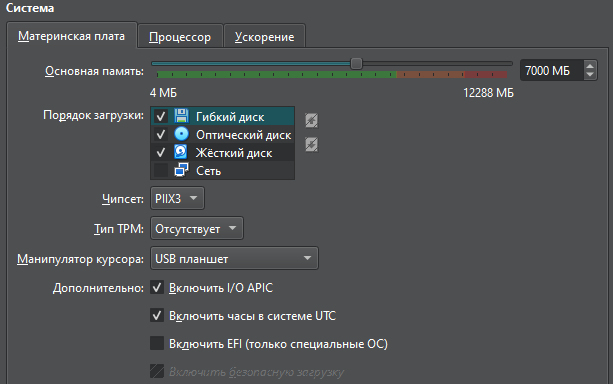 Система
Материнская плата Процессор Ускорение
Основная память: 7000 МБ
4 МБ 12288 МБ
Порядок загрузки: Гибкий диск
Оптический диск
Жёсткий диск
Сеть
Чипсет: PIIX3
Тип TPM: Отсутствует
Манипулятор курсора: USB планшет
Дополнительно: Включить I/O APIC
Включить часы в системе UTC
Включить EFI (только специальные ОС)
Включить безопасную загрузку